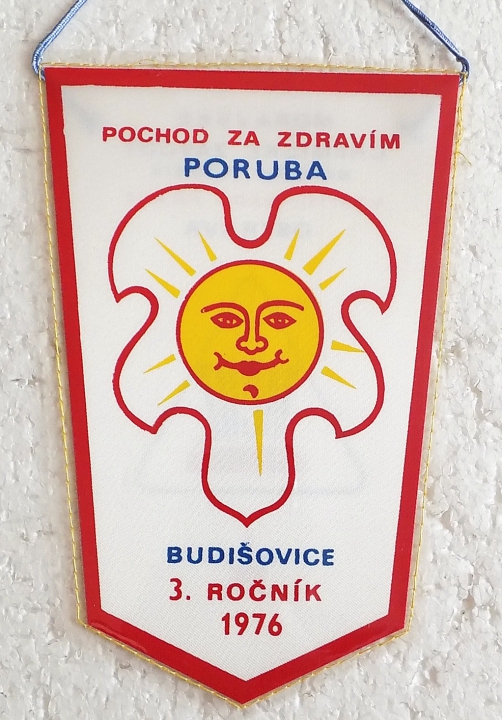 POCHOD ZA ZDRAVÍM
PORUBA
BUDIŠOVICE
3. ROČNÍK
1976